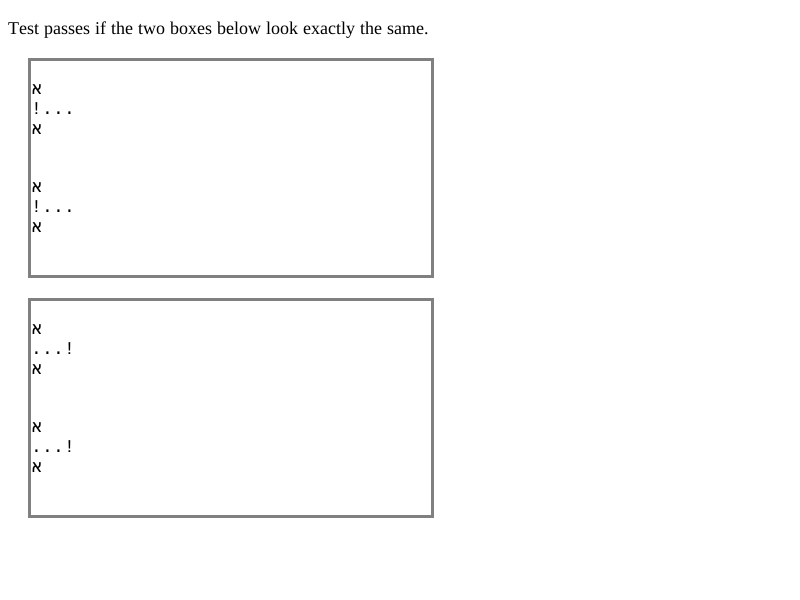 Test passes if the two boxes below look exactly the same.
א
!...
א
א
!...
א
א
...!
א
א
...!
א